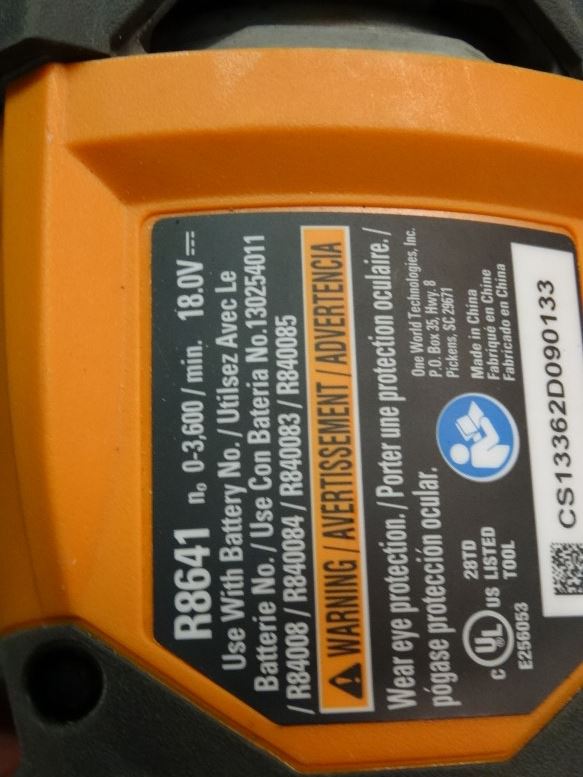 R8641 n₀ 0-3,600 / min. 18.0V ⎓
Use With Battery No. / Utilsez Avec Le
Batterie No. / Use Con Bateria No.130254011
/ R84008 / R840084 / R840083 / R840085
WARNING / AVERTISSEMENT / ADVERTENCIA
Wear eye protection. / Porter une protection oculaire. /
pógase protección ocular.
One World Technologies, Inc.
P.O. Box 35, Hwy. 8
Pickens, SC 29671
C UL US
28TD
LISTED
TOOL
E256053
Made in China
Fabriqué en Chine
Fabricado en China
CS13362D090133